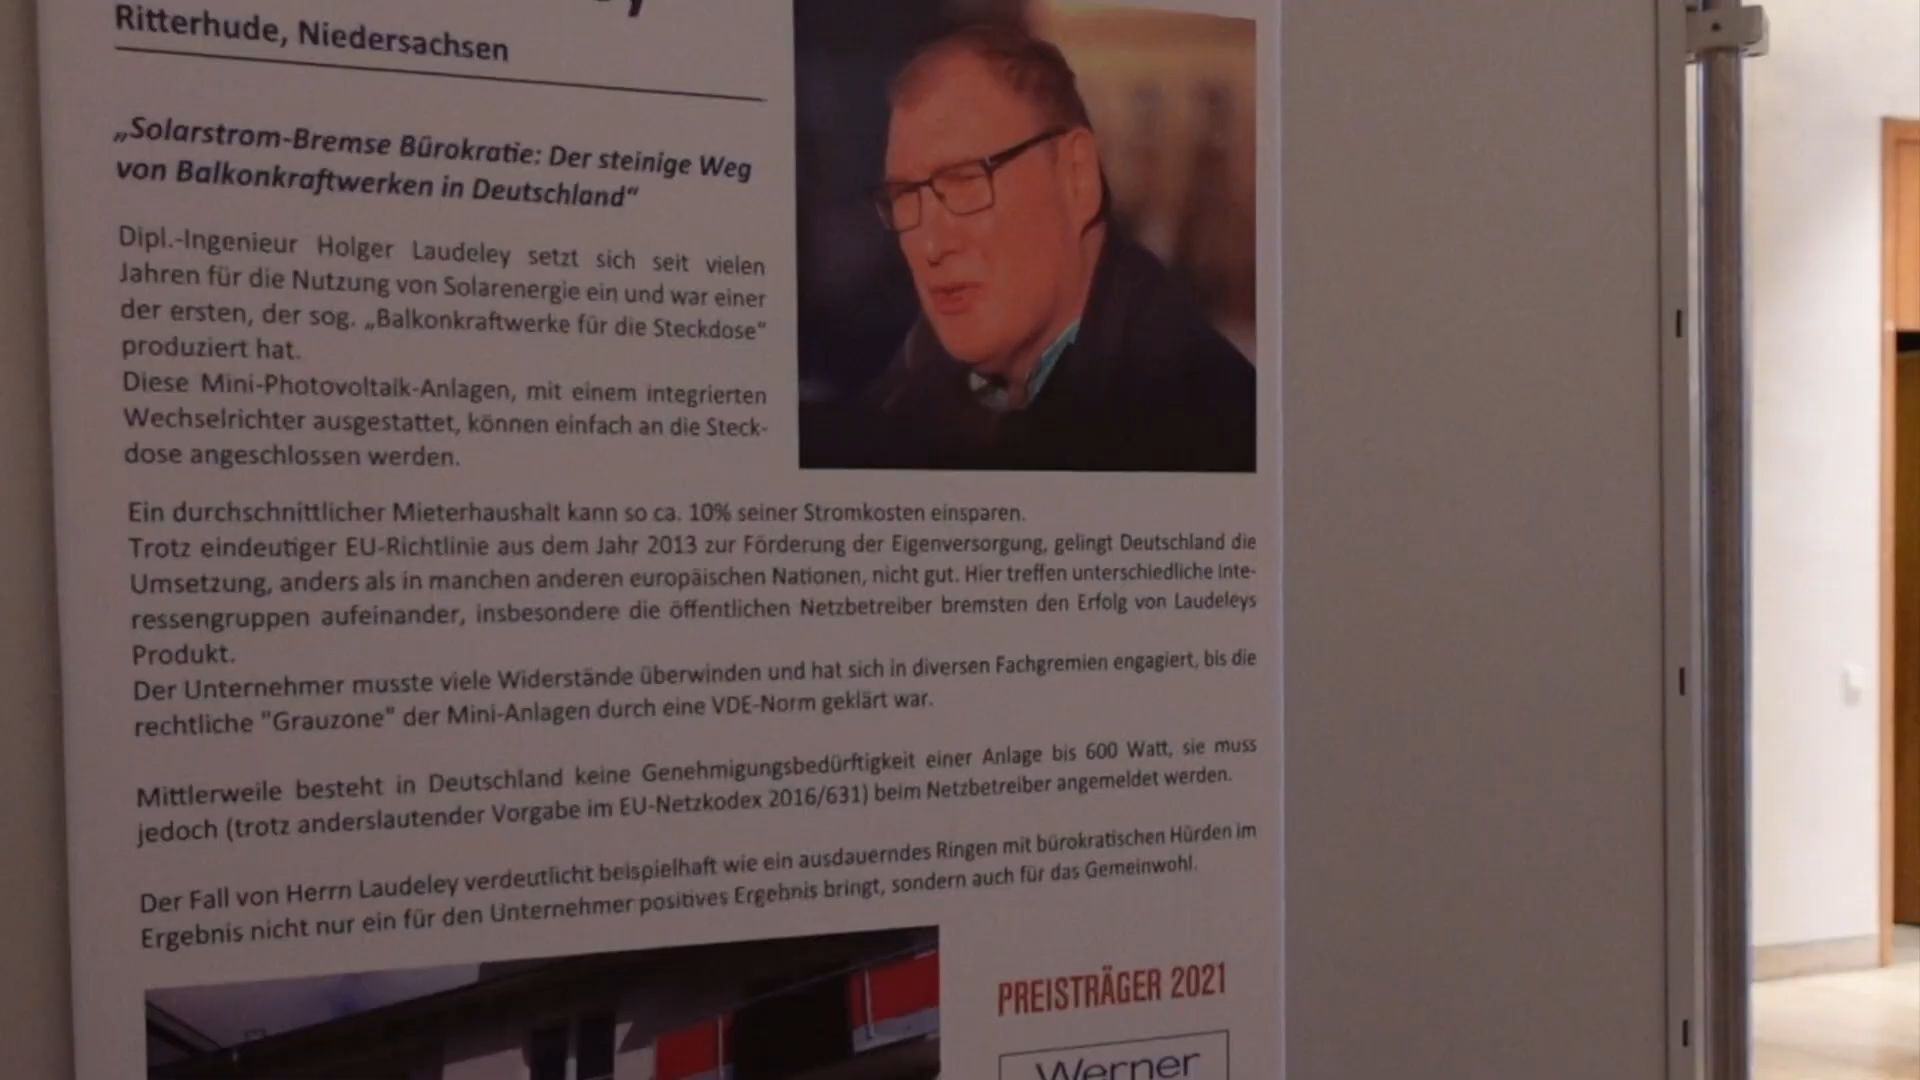 Ritterhude, Niedersachsen
„Solarstrom-Bremse Bürokratie: Der steinige Weg
von Balkonkraftwerken in Deutschland“
Dipl.-Ingenieur Holger Laudeley setzt sich seit vielen
Jahren für die Nutzung von Solarenergie ein und war einer
der ersten, der sog. „Balkonkraftwerke für die Steckdose“
produziert hat.
Diese Mini-Photovoltaik-Anlagen, mit einem integrierten
Wechselrichter ausgestattet, können einfach an die Steck-
dose angeschlossen werden.
Ein durchschnittlicher Mieterhaushalt kann so ca. 10% seiner Stromkosten einsparen.
Trotz eindeutiger EU-Richtlinie aus dem Jahr 2013 zur Förderung der Eigenversorgung, gelingt Deutschland die
Umsetzung, anders als in manchen anderen europäischen Nationen, nicht gut. Hier treffen unterschiedliche Inte-
ressengruppen aufeinander, insbesondere die öffentlichen Netzbetreiber bremsten den Erfolg von Laudeleys
Produkt.
Der Unternehmer musste viele Widerstände überwinden und hat sich in diversen Fachgremien engagiert, bis die
rechtliche "Grauzone" der Mini-Anlagen durch eine VDE-Norm geklärt war.
Mittlerweile besteht in Deutschland keine Genehmigungsbedürftigkeit einer Anlage bis 600 Watt, sie muss
jedoch (trotz anderslautender Vorgabe im EU-Netzkodex 2016/631) beim Netzbetreiber angemeldet werden.
Der Fall von Herrn Laudeley verdeutlicht beispielhaft wie ein ausdauerndes Ringen mit bürokratischen Hürden im
Ergebnis nicht nur ein für den Unternehmer positives Ergebnis bringt, sondern auch für das Gemeinwohl.
PREISTRÄGER 2021
Werner